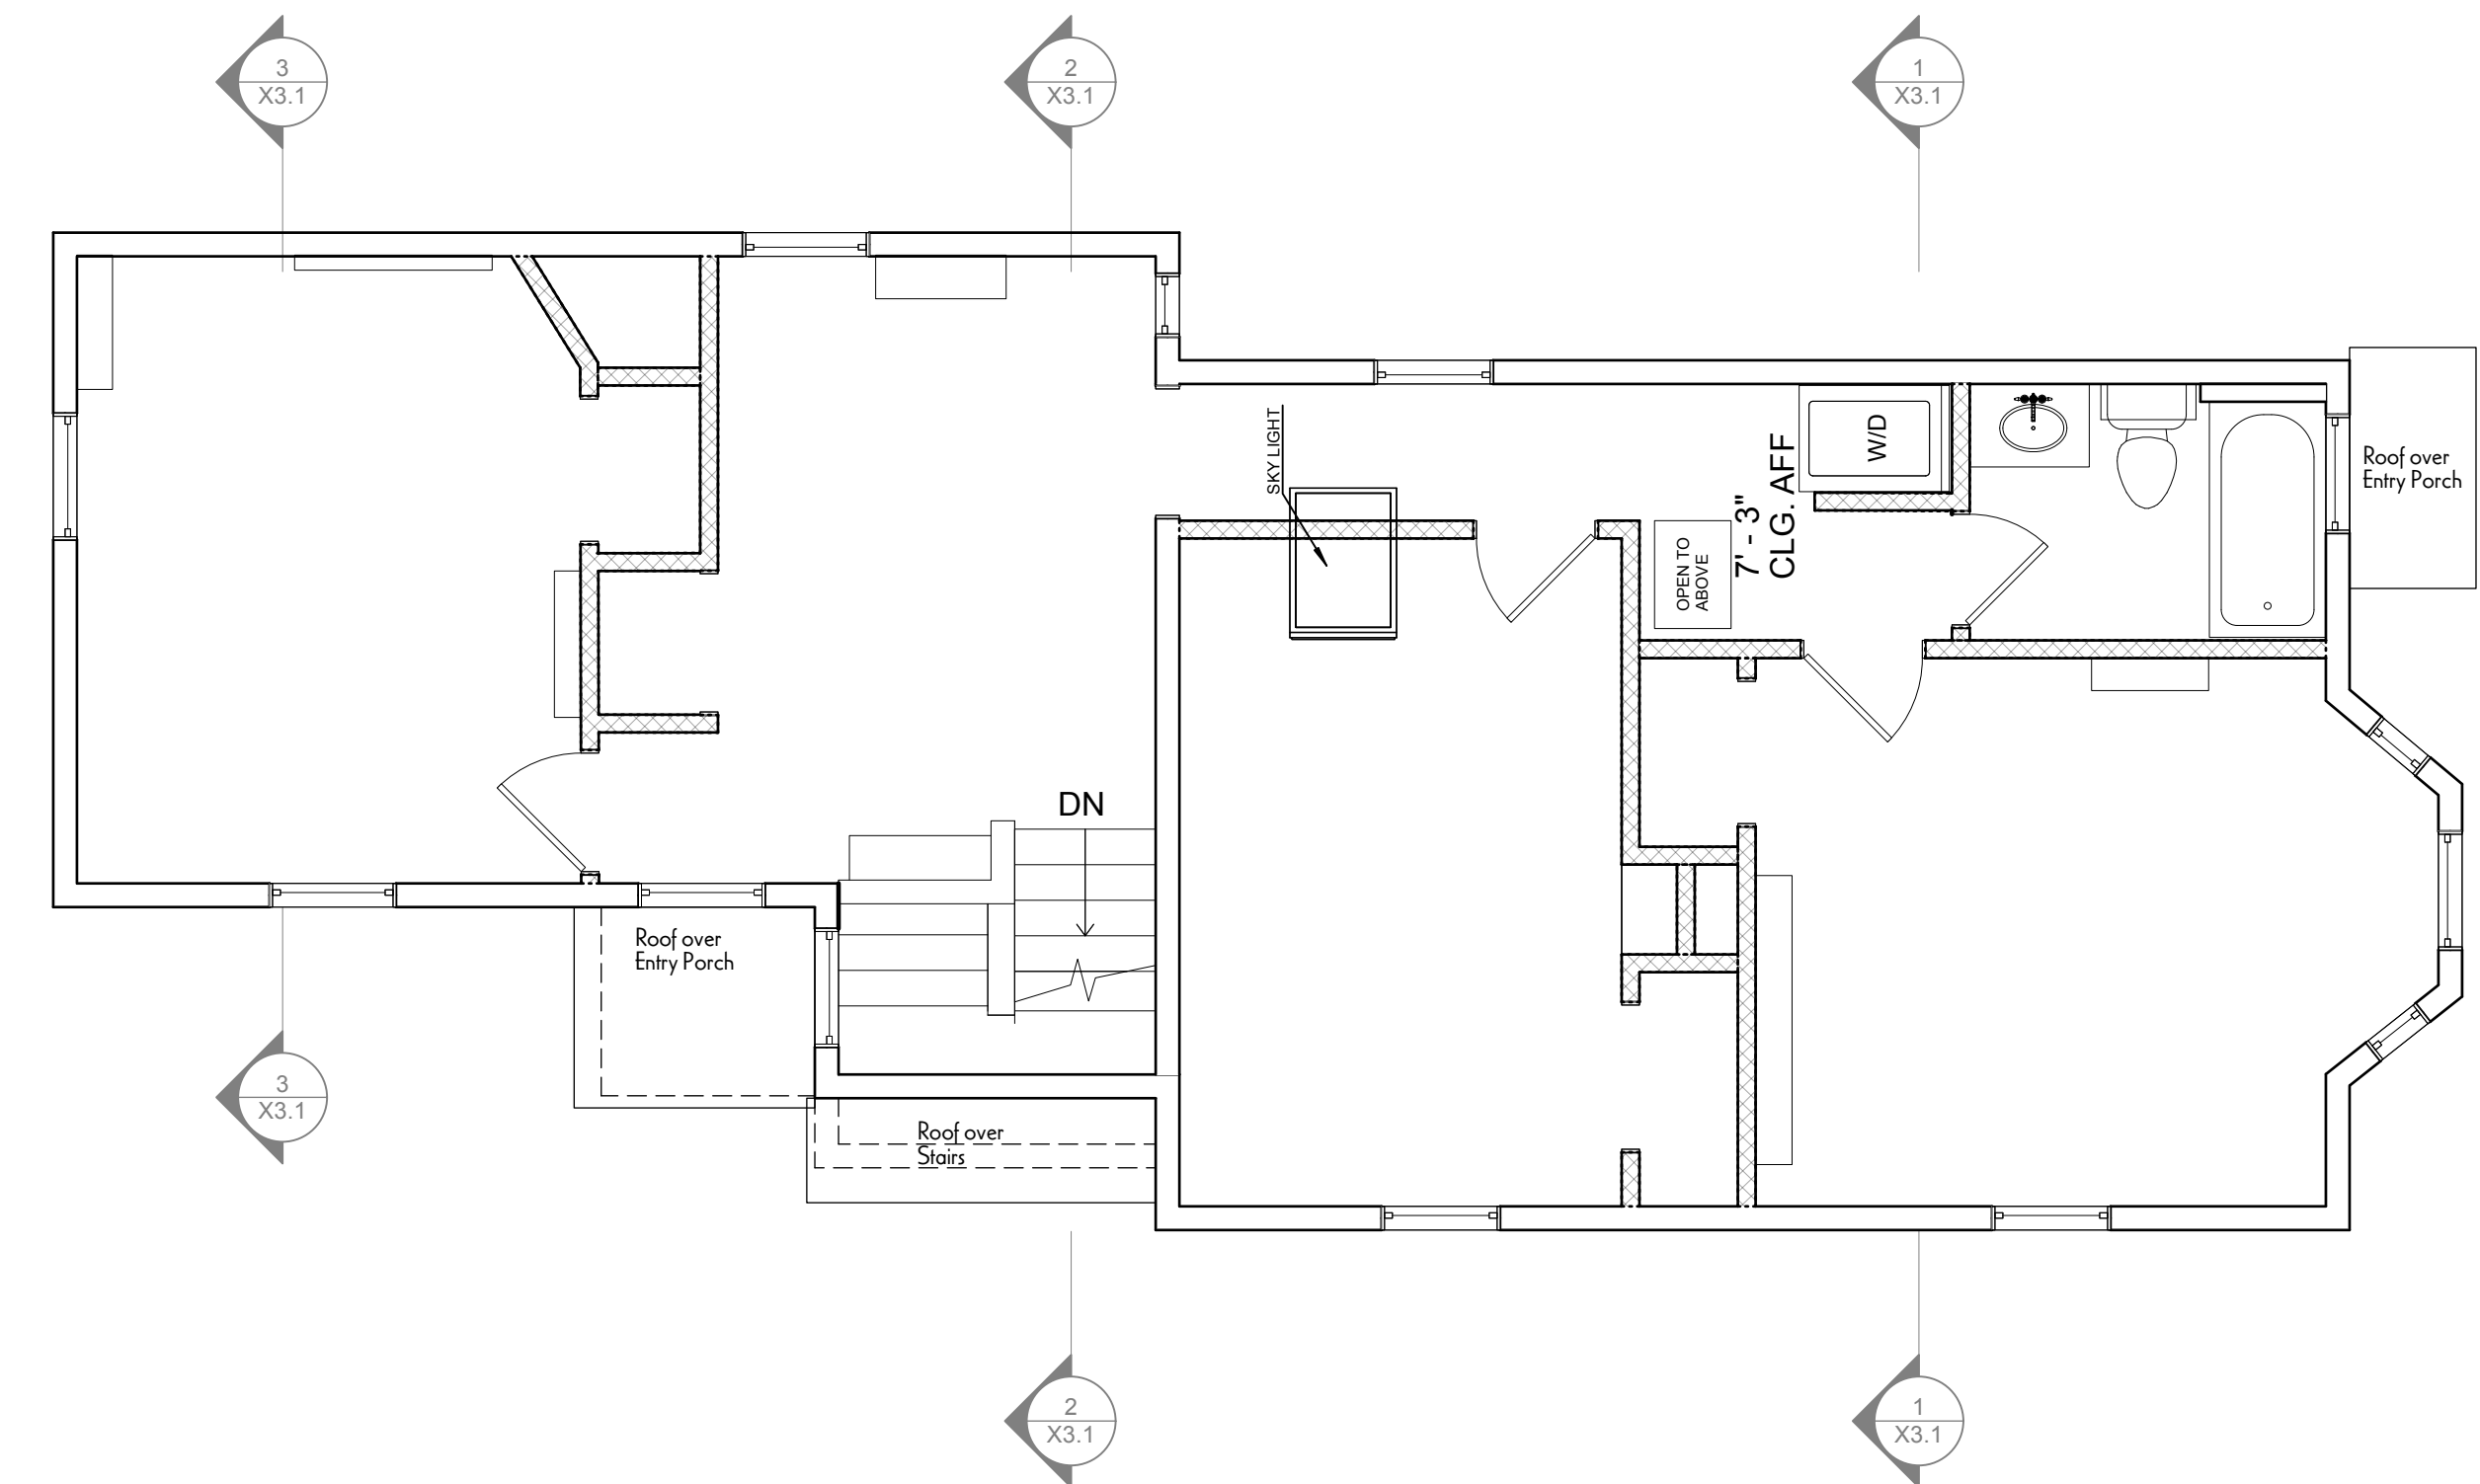 3
X3.1
2
X3.1
1
X3.1
SKY LIGHT
W/D
7' - 3"
CLG. AFF
OPEN TO
ABOVE
Roof over
Entry Porch
DN
Roof over
Entry Porch
Roof over
Stairs
3
X3.1
2
X3.1
1
X3.1